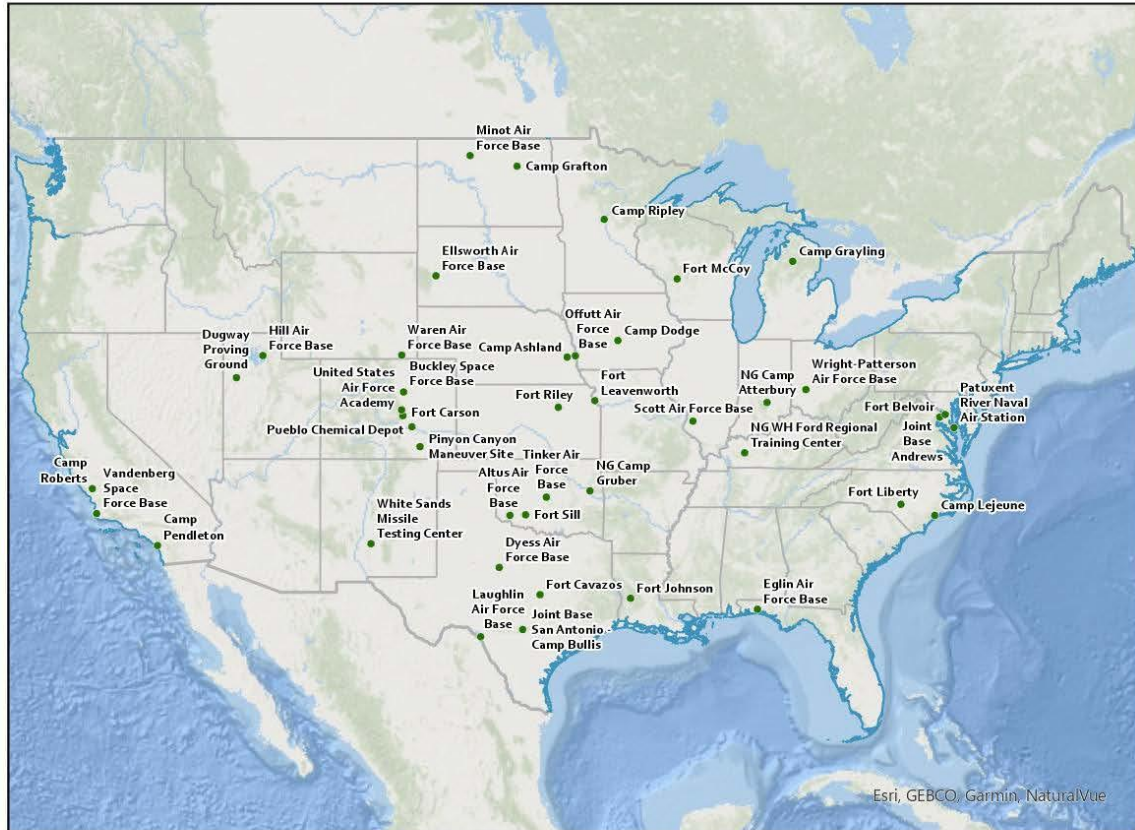 Minot Air
Force Base
Camp Grafton
Camp Ripley
Ellsworth Air
Force Base
Camp Grayling
Fort McCoy
Dugway
Proving
Ground
Hill Air
Force Base
Waren Air
Force Base
Offutt Air
Force
Base
Camp Dodge
Camp Ashland
United States
Air Force
Academy
Buckley Space
Force Base
Fort
Leavenworth
NG Camp
Atterbury
Wright-Patterson
Air Force Base
Fort Riley
Fort Carson
Scott Air Force Base
Fort Belvoir
Patuxent
River Naval
Air Station
Pueblo Chemical Depot
NG WH Ford Regional
Training Center
Joint
Base
Andrews
Pinyon Canyon
Maneuver Site
Camp
Roberts
Vandenberg
Space
Force Base
Altus Air
Force
Base
Tinker Air
Force
Base
NG Camp
Gruber
Fort Liberty
Camp
Pendleton
White Sands
Missile
Testing Center
Fort Sill
Camp Lejeune
Dyess Air
Force Base
Laughlin
Air Force
Base
Fort Cavazos
Fort Johnson
Eglin Air
Force Base
Joint Base
San Antonio -
Camp Bullis
Esri, GEBCO, Garmin, NaturalVue